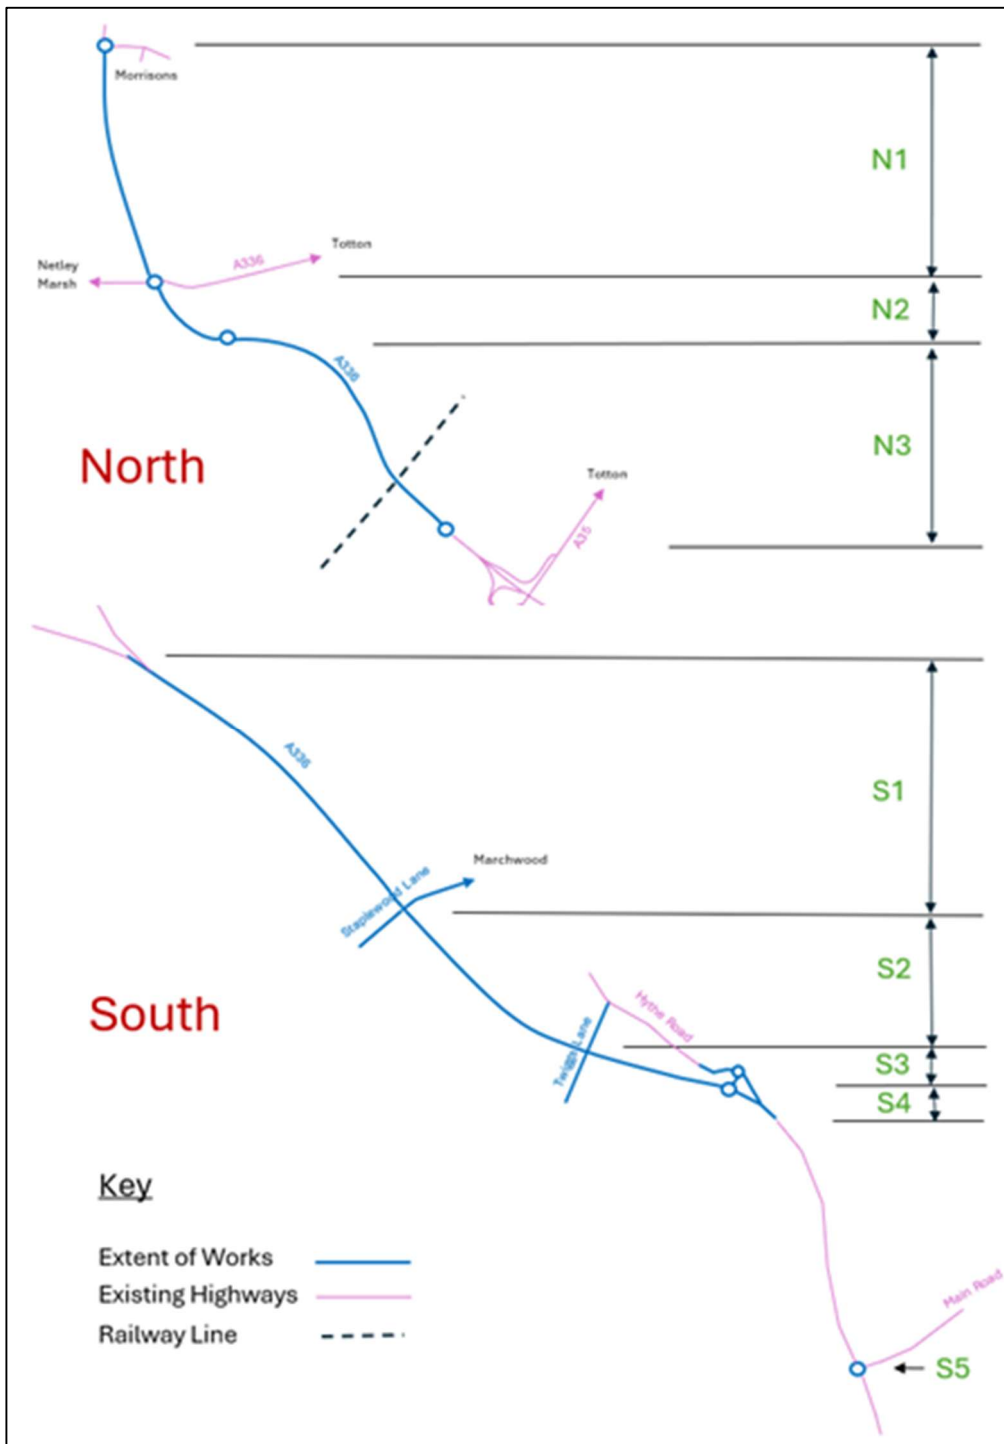 Morrisons
N1
Totton
A336
Netley
Marsh
N2
A336
N3
North
Totton
A35
A336
S1
Marchwood
Staplewood Lane
S2
South
Hythe Road
Lane
S3
S4
Key
Extent of Works
Existing Highways
Railway Line
Main Road
S5